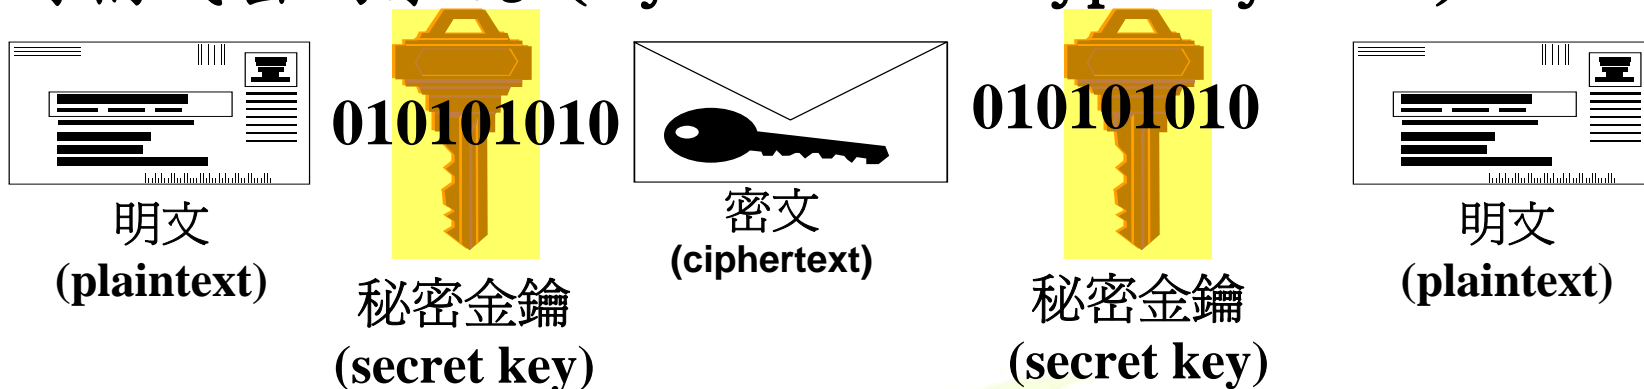 明文
(plaintext)
010101010
秘密金鑰
(secret key)
密文
(ciphertext)
010101010
秘密金鑰
(secret key)
明文
(plaintext)